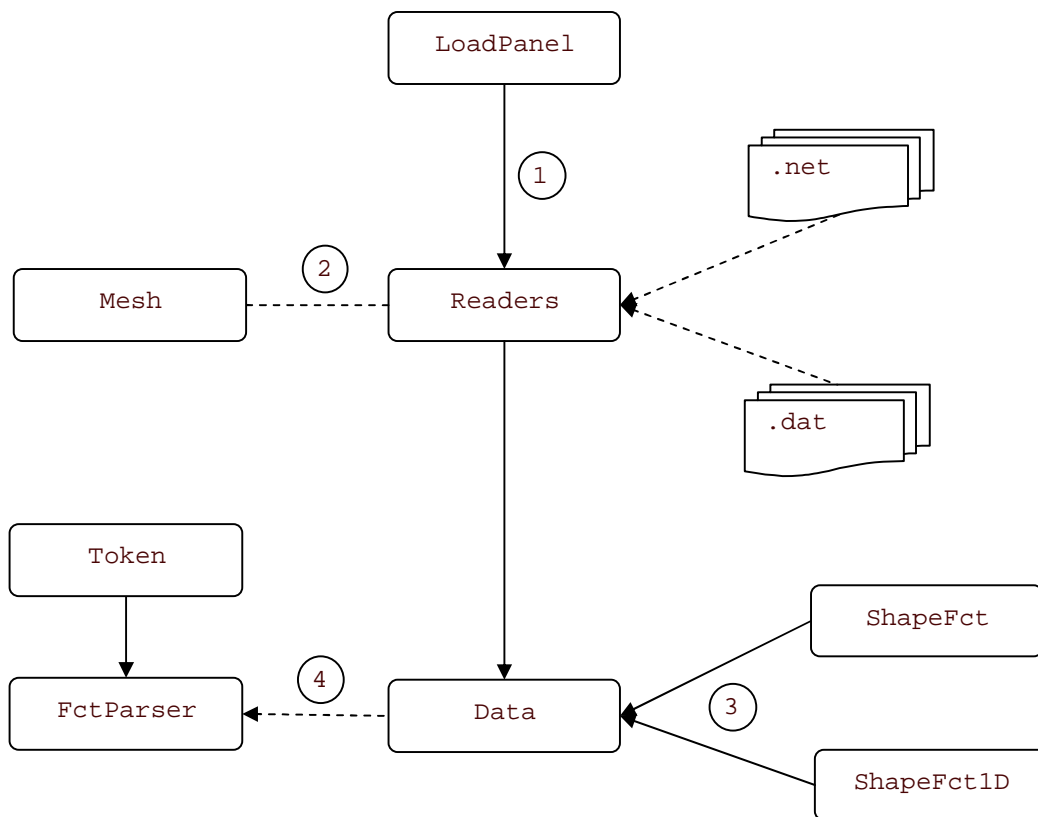 LoadPanel
1
.net
2
Mesh
Readers
.dat
Token
ShapeFct
4
3
FctParser
Data
ShapeFct1D